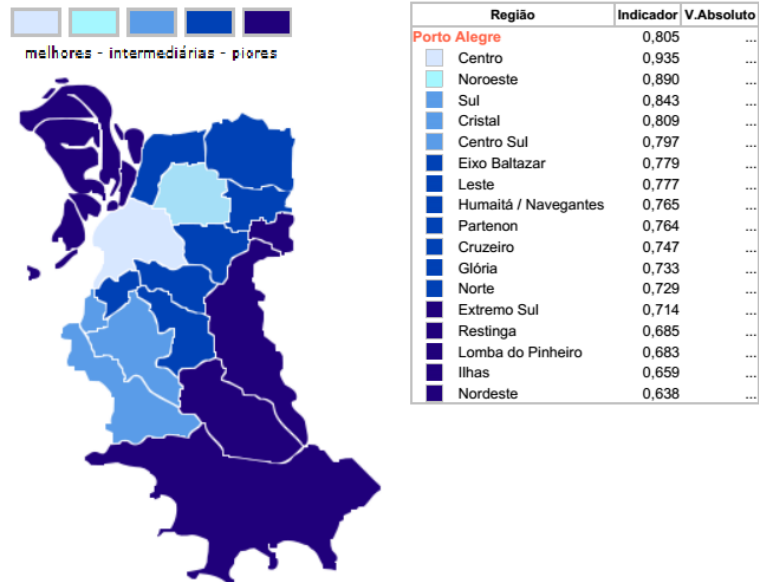 melhores - intermediárias - piores
Região Indicador V.Absoluto
Porto Alegre 0,805 ...
Centro 0,935 ...
Noroeste 0,890 ...
Sul 0,843 ...
Cristal 0,809 ...
Centro Sul 0,797 ...
Eixo Baltazar 0,779 ...
Leste 0,777 ...
Humaitá / Navegantes 0,765 ...
Partenon 0,764 ...
Cruzeiro 0,747 ...
Glória 0,733 ...
Norte 0,729 ...
Extremo Sul 0,714 ...
Restinga 0,685 ...
Lomba do Pinheiro 0,683 ...
Ilhas 0,659 ...
Nordeste 0,638 ...